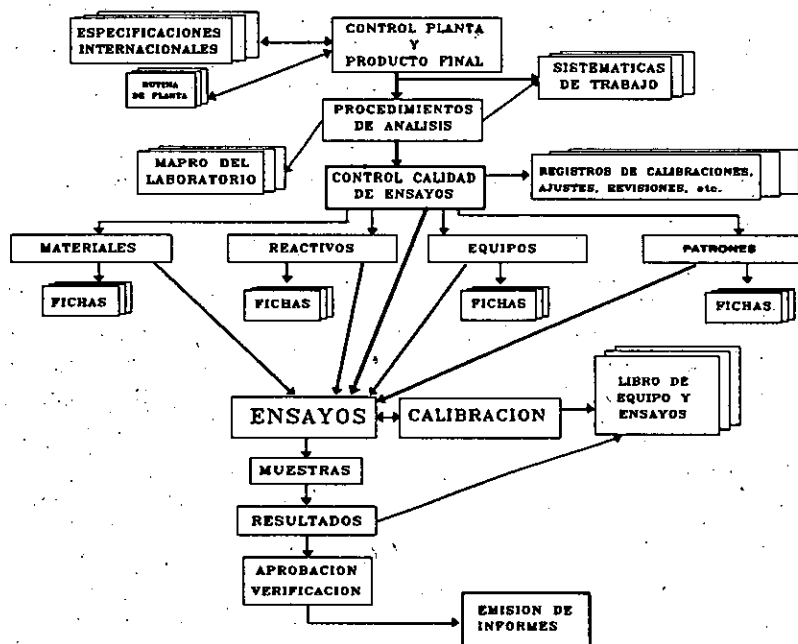 ESPECIFICACIONES
INTERNACIONALES
CONTROL PLANTA
Y
PRODUCTO FINAL
RUTINA
DE PLANTA
SISTEMATICAS
DE TRABAJO
PROCEDIMIENTOS
DE ANALISIS
MAPRO DEL
LABORATORIO
CONTROL CALIDAD
DE ENSAYOS
REGISTROS DE CALIBRACIONES,
AJUSTES, REVISIONES, etc.
MATERIALES
REACTIVOS
EQUIPOS
PATRONES
FICHAS
FICHAS
FICHAS
FICHAS
ENSAYOS
CALIBRACION
LIBRO DE
EQUIPO Y
ENSAYOS
MUESTRAS
RESULTADOS
APROBACION
VERIFICACION
EMISION DE
INFORMES